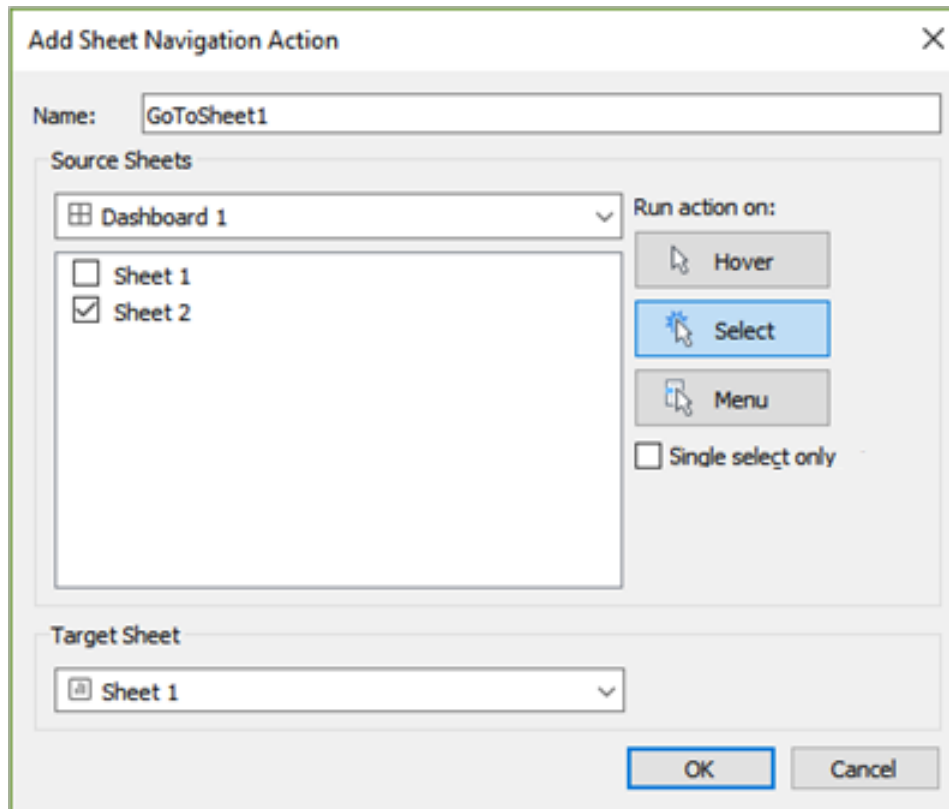 Add Sheet Navigation Action
Name: GoToSheet1
Source Sheets
Dashboard 1
Sheet 1
Sheet 2
Run action on:
Hover
Select
Menu
Single select only
Target Sheet
Sheet 1
OK Cancel